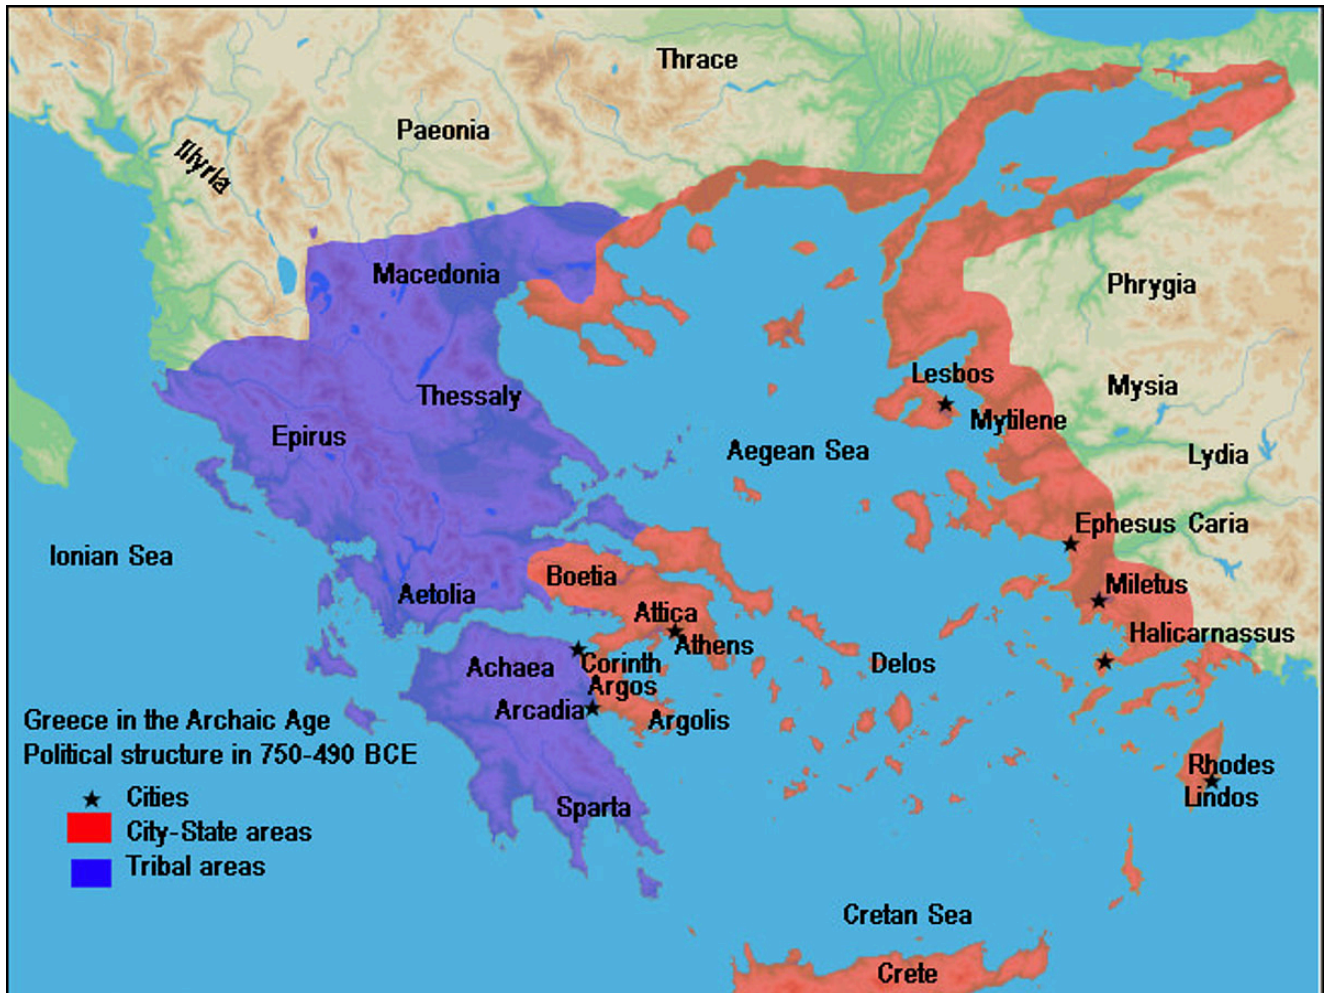 Thrace
Paeonia
Illyria
Macedonia
Phrygia
Lesbos
Mysia
Thessaly
Mytilene
Epirus
Aegean Sea
Lydia
Ephesus Caria
Ionian Sea
Boetia
Aetolia
Miletus
Attica
Halicarnassus
Athens
Achaea
Corinth
Delos
Argos
Arcadia
Argolis
Greece in the Archaic Age
Political structure in 750-490 BCE
Rhodes
Cities
Lindos
Sparta
City-State areas
Tribal areas
Cretan Sea
Crete